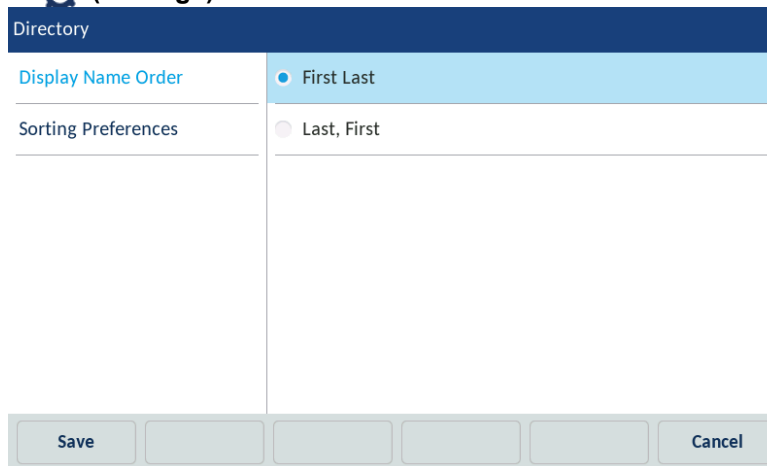 Directory
Display Name Order
First Last
Sorting Preferences
Last, First
Save
Cancel